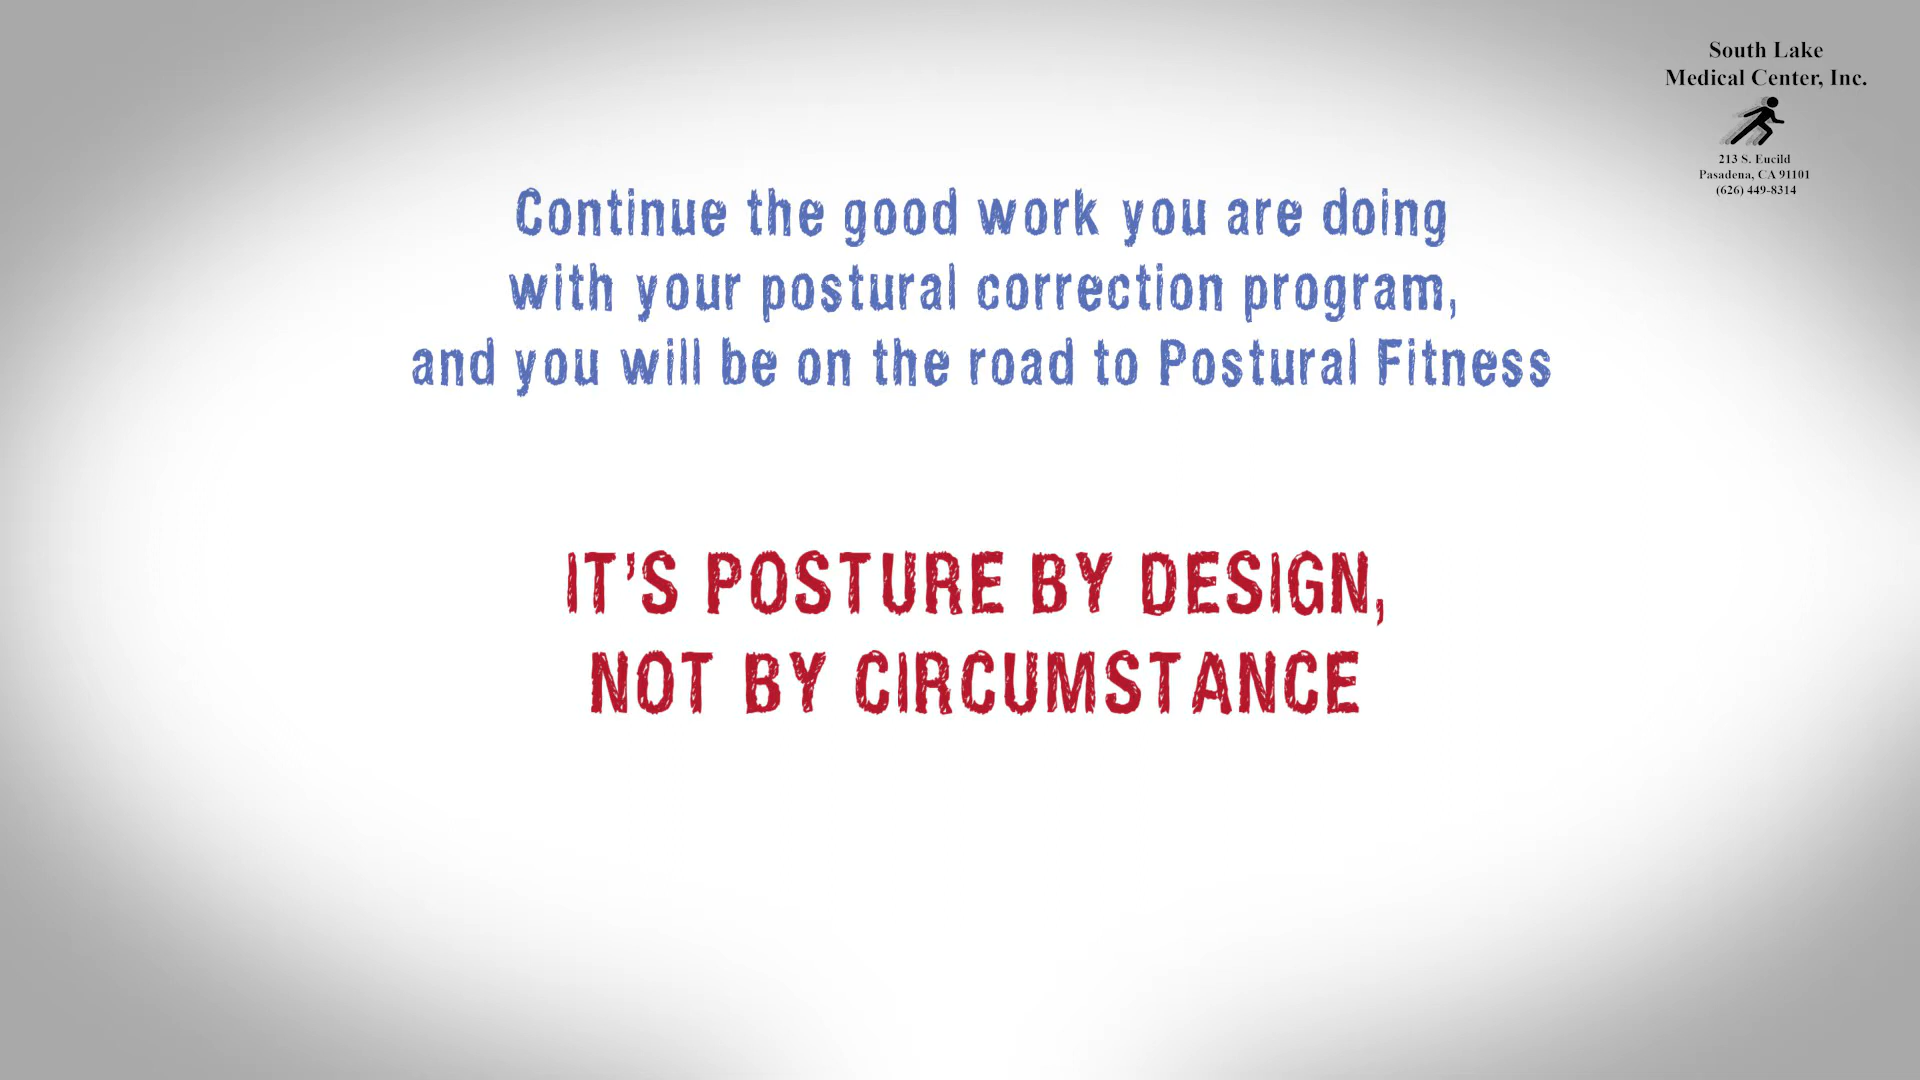 South Lake
Medical Center, Inc.
213 S. Eucild
Pasadena, CA 91101
(626) 449-8314
Continue the good work you are doing
with your postural correction program,
and you will be on the road to Postural Fitness
IT'S POSTURE BY DESIGN,
NOT BY CIRCUMSTANCE